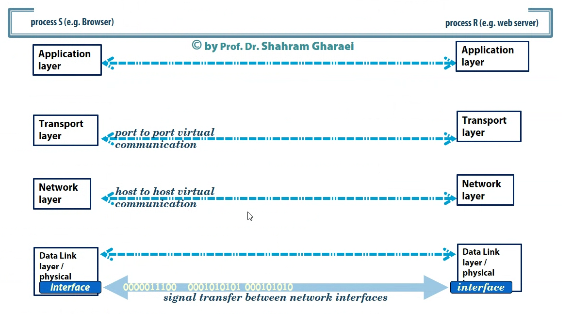 process S (e.g. Browser)
process R (e.g. web server)
© by Prof. Dr. Shahram Gharaei
Application
layer
Application
Layer
Transport
layer
port to port virtual
communication
Transport
layer
Network
layer
host to host virtual
communication
Network
layer
Data Link
layer /
physical
interface
Data Link
layer /
physical
interface
0000011100 0001010101 000101010
signal transfer between network interfaces